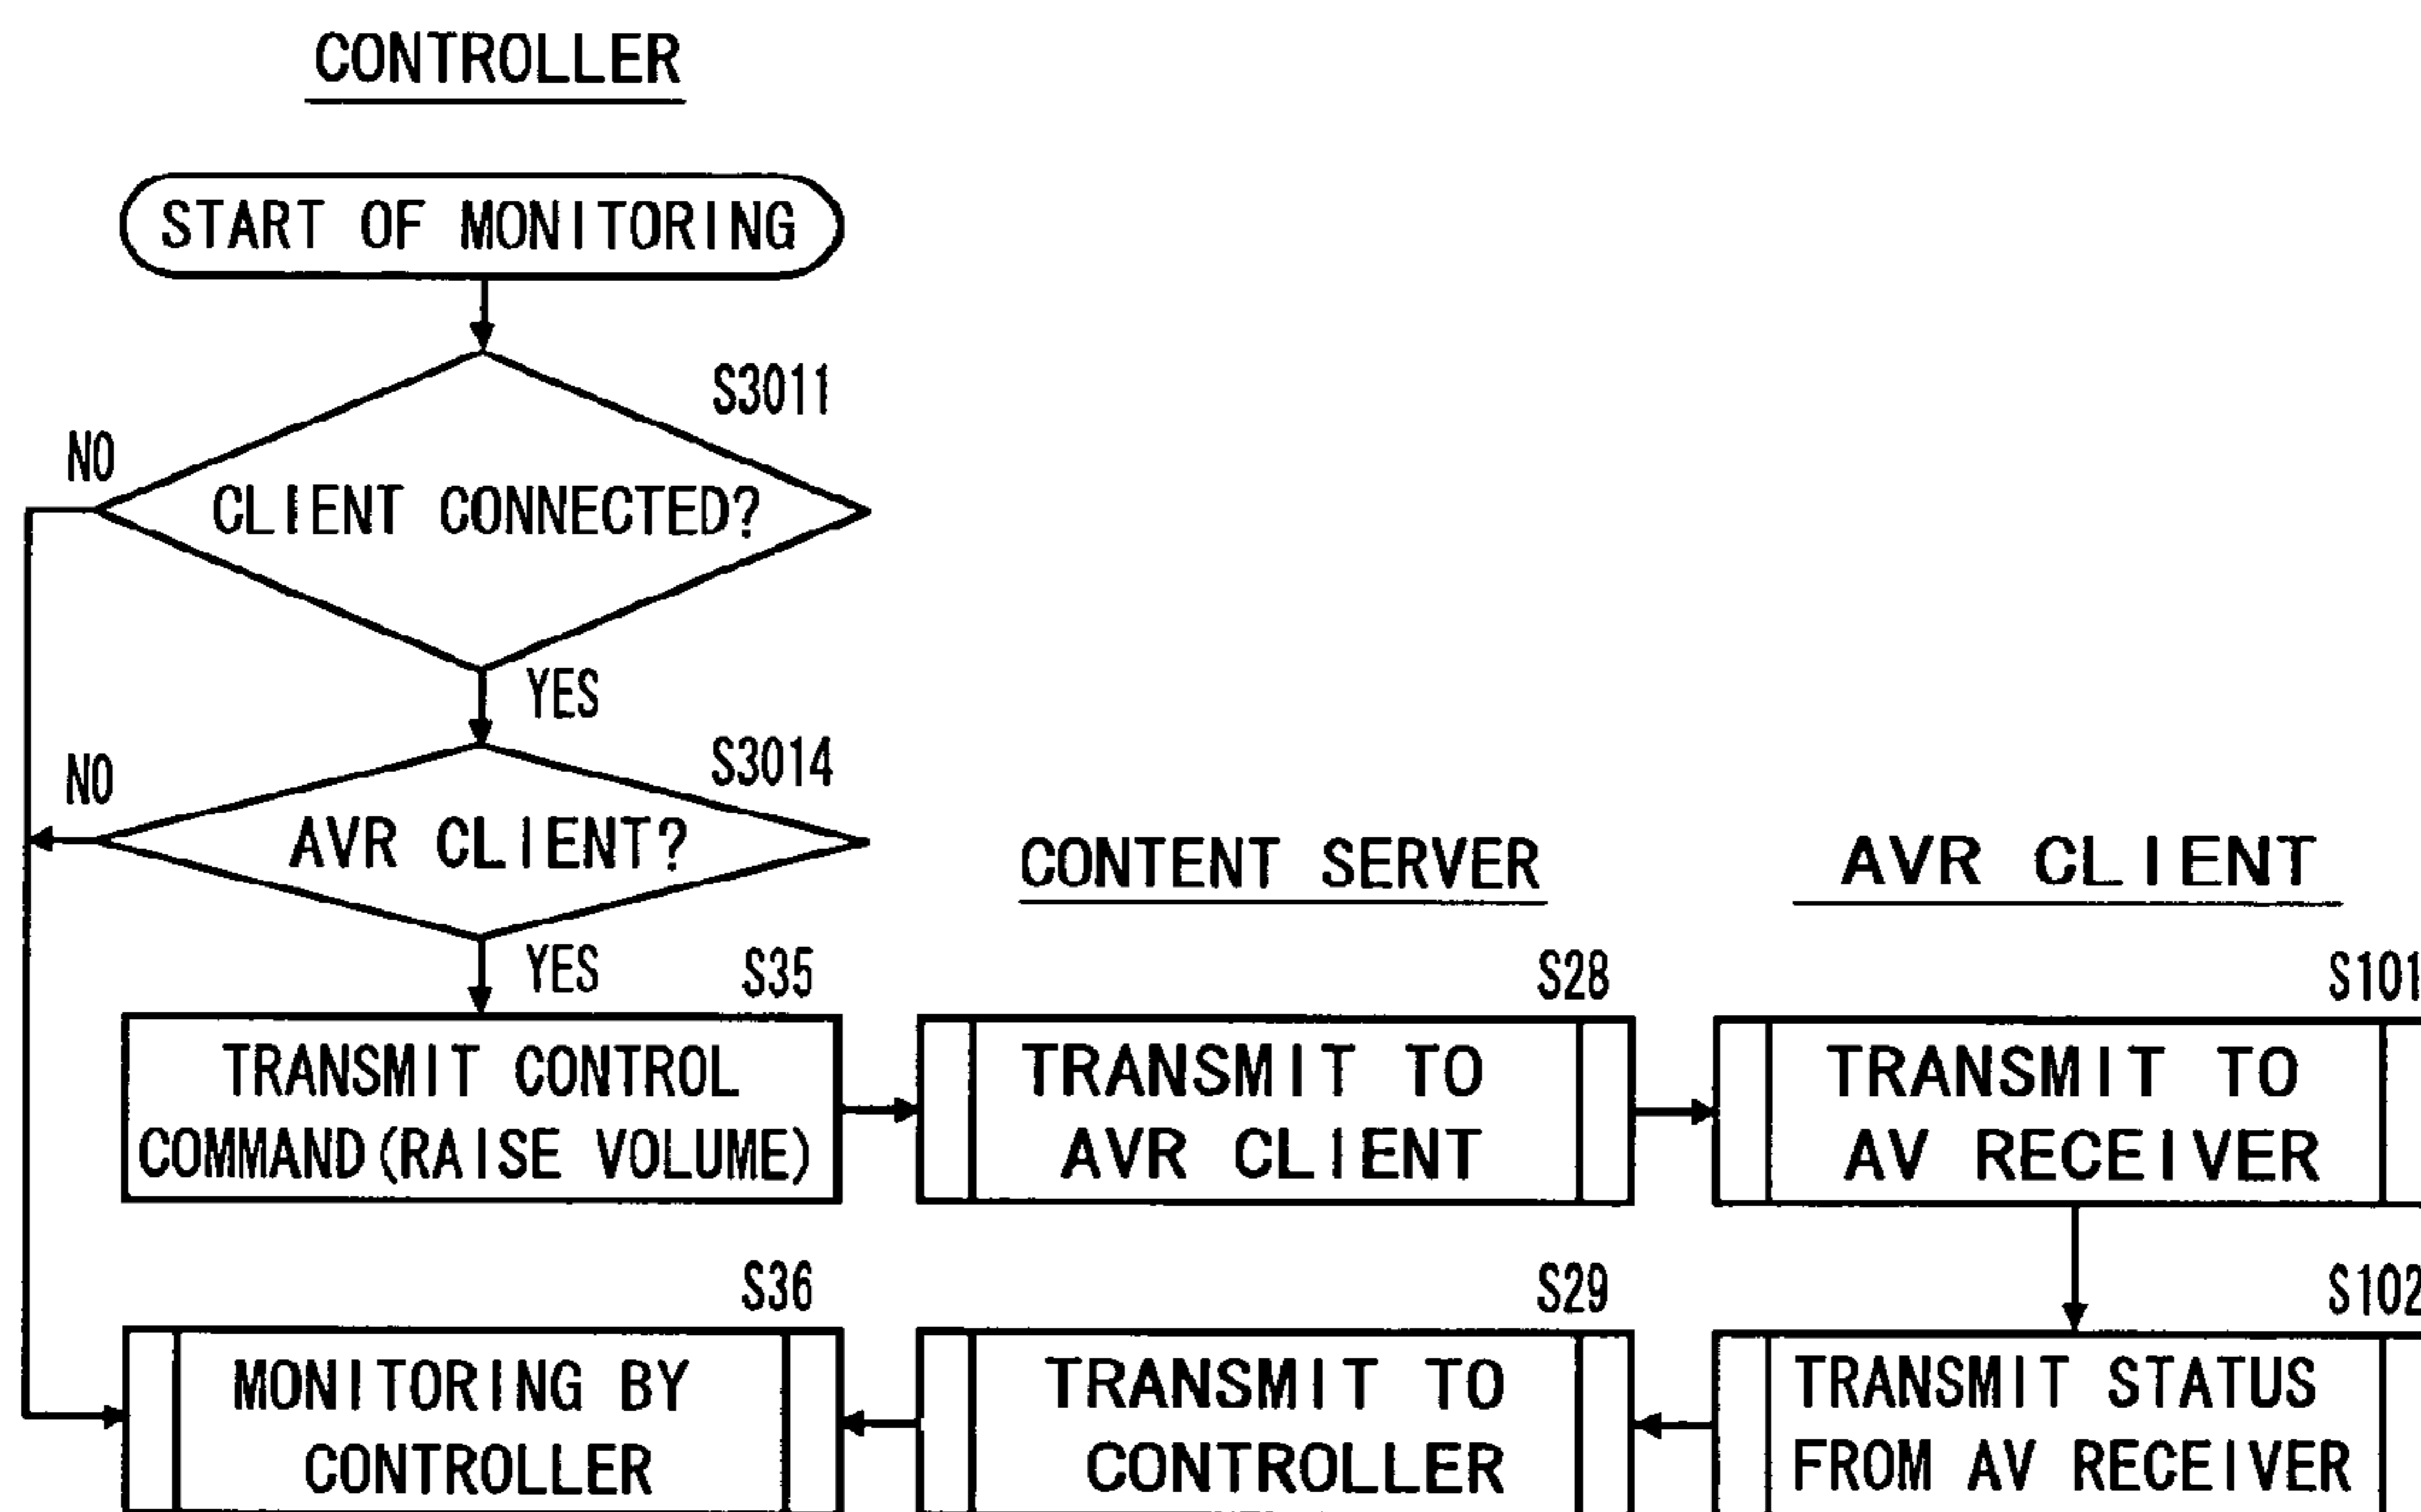 CONTROLLER
START OF MONITORING
S3011
NO
CLIENT CONNECTED?
YES
S3014
NO
AVR CLIENT?
YES
CONTENT SERVER
AVR CLIENT
S35
TRANSMIT CONTROL
COMMAND(RAISE VOLUME)
S28
TRANSMIT TO
AVR CLIENT
S101
TRANSMIT TO
AV RECEIVER
S36
MONITORING BY
CONTROLLER
S29
TRANSMIT TO
CONTROLLER
S102
TRANSMIT STATUS
FROM AV RECEIVER